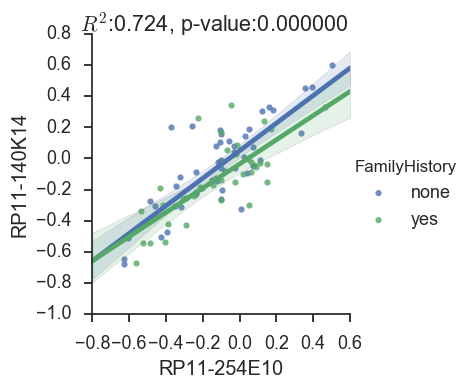 R²:0.724, p-value:0.000000
0.8
0.6
0.4
0.2
0.0
−0.2
−0.4
−0.6
−0.8
−1.0
RP11-140K14
−0.8 −0.6 −0.4 −0.2 0.0 0.2 0.4 0.6
RP11-254E10
FamilyHistory
none
yes